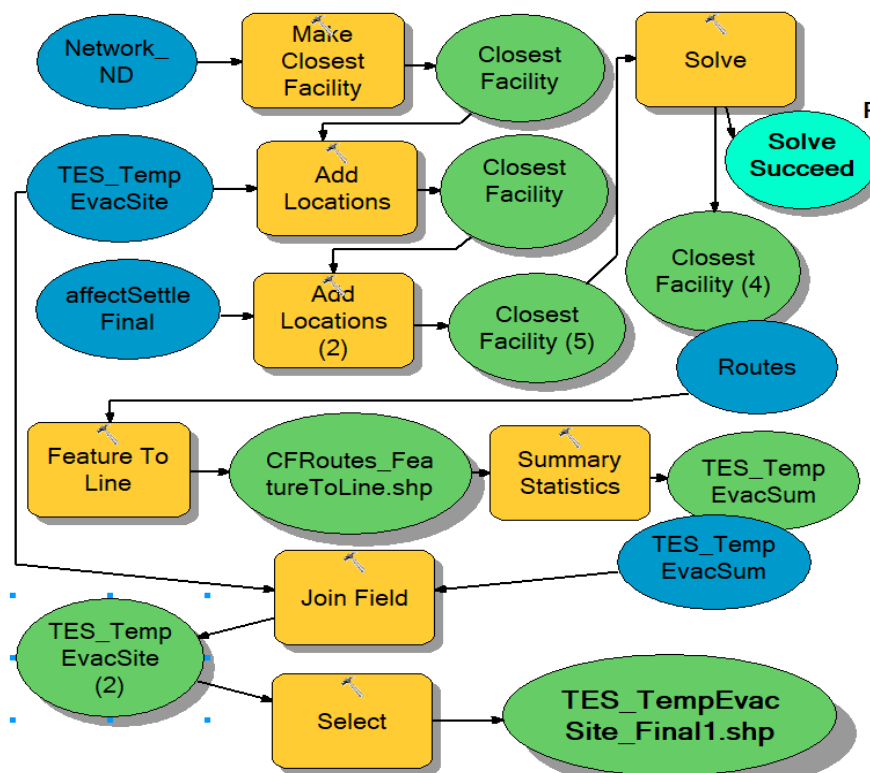 Network_
ND
Make
Closest
Facility
Closest
Facility
Solve
P
Solve
Succeed
TES_Temp
EvacSite
Add
Locations
Closest
Facility
Closest
Facility (4)
affectSettle
Final
Add
Locations
(2)
Closest
Facility (5)
Routes
Feature To
Line
CFRoutes_Fea
tureToLine.shp
Summary
Statistics
TES_Temp
EvacSum
TES_Temp
EvacSum
Join Field
TES_Temp
EvacSite
(2)
Select
TES_TempEvac
Site_Final1.shp